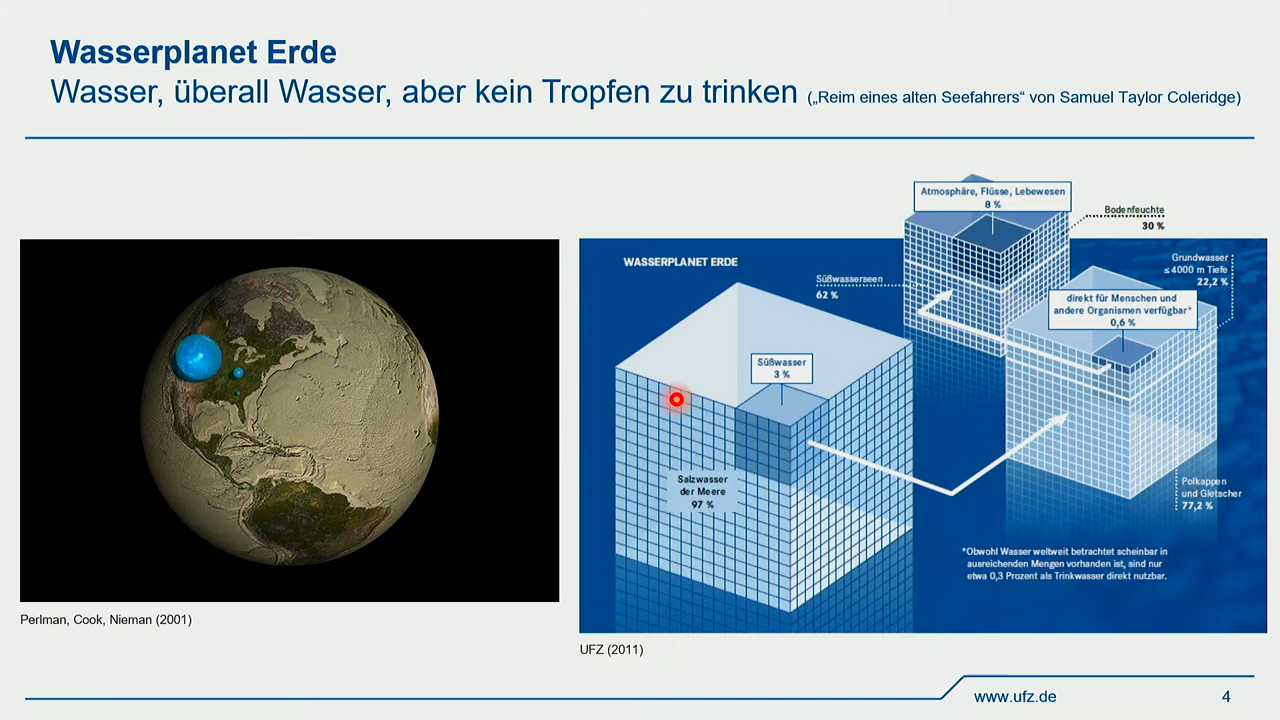 Wasserplanet Erde
Wasser, überall Wasser, aber kein Tropfen zu trinken („Reim eines alten Seefahrers“ von Samuel Taylor Coleridge)
WASSERPLANET ERDE
Atmosphäre, Flüsse, Lebewesen
8 %
Bodenfeuchte
30 %
Süßwasserseen
62 %
Grundwasser
≤ 4000 m Tiefe
22,2 %
direkt für Menschen und
andere Organismen verfügbar*
0,6 %
Süßwasser
3 %
Salzwasser
der Meere
97 %
Polkappen
und Gletscher
77,2 %
*Obwohl Wasser weltweit betrachtet scheinbar in
ausreichenden Mengen vorhanden ist, sind nur
etwa 0,3 Prozent als Trinkwasser direkt nutzbar.
Perlman, Cook, Nieman (2001)
UFZ (2011)
www.ufz.de
4